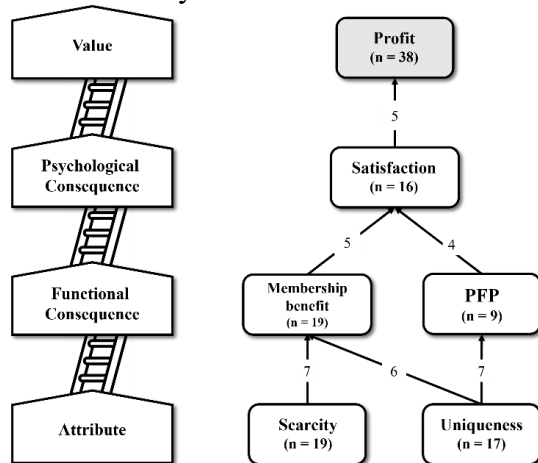 Value
Profit
(n = 38)
5
Psychological
Consequence
Satisfaction
(n = 16)
5
4
Functional
Consequence
Membership
benefit
(n = 19)
PFP
(n = 9)
7
6
7
Attribute
Scarcity
(n = 19)
Uniqueness
(n = 17)